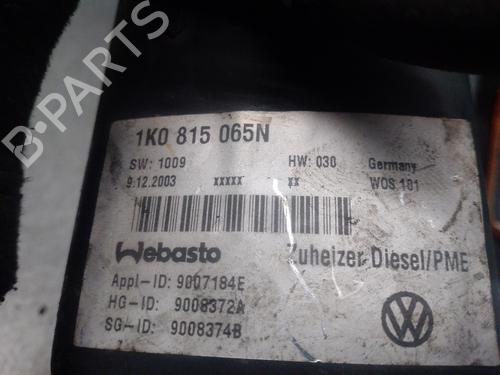 1K0 815 065N
SW: 1009 HW: 030 Germany
9.12.2003 xxxxx xx WOS 181
Webasto Zuheizer Diesel/PME
Appl-ID: 9007184E
HG-ID: 9008372A
SG-ID: 9008374B
B-PARTS